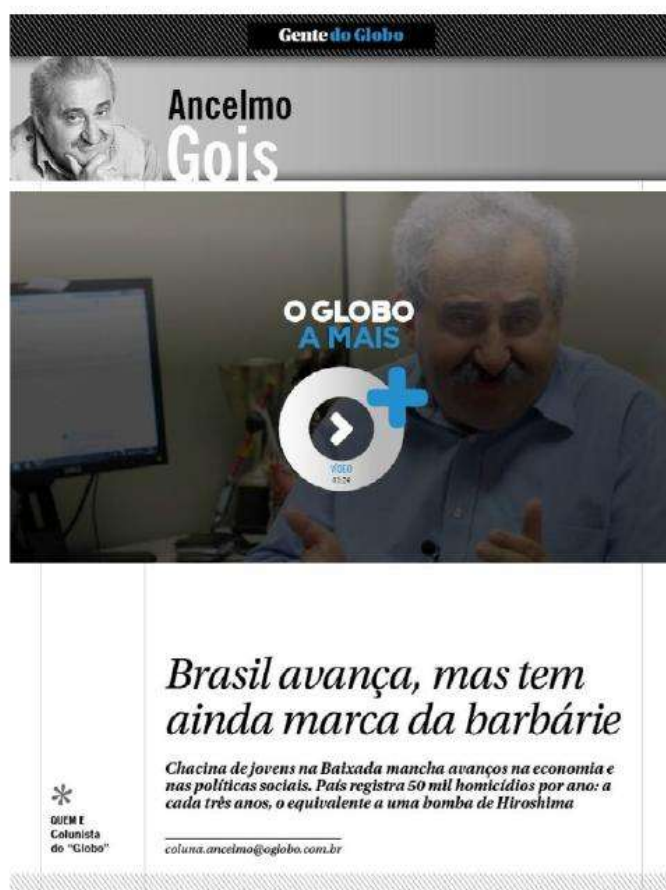 Gente do Globo
Ancelmo
Gois
O GLOBO
A MAIS
VÍDEO
Brasil avança, mas tem
ainda marca da barbárie
Chacina de jovens na Baixada mancha avanços na economia e
nas políticas sociais. País registra 50 mil homicídios por ano: a
cada três anos, o equivalente a uma bomba de Hiroshima
*
QUEM E
Colunista
do "Globo"
coluna.ancelmo@oglobo.com.br